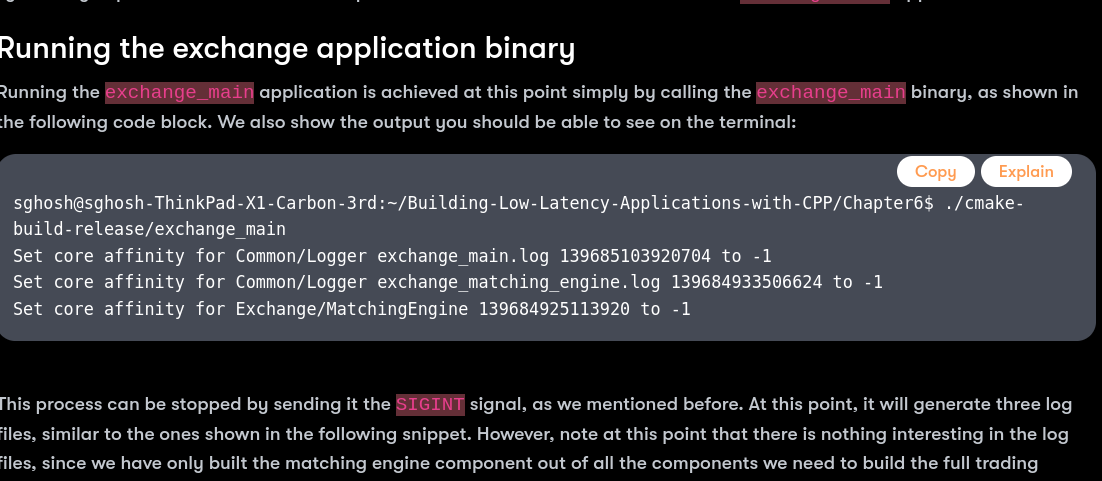 Running the exchange application binary
Running the exchange_main application is achieved at this point simply by calling the exchange_main binary, as shown in
the following code block. We also show the output you should be able to see on the terminal:
Copy Explain
sghosh@sghosh-ThinkPad-X1-Carbon-3rd:~/Building-Low-Latency-Applications-with-CPP/Chapter6$ ./cmake-
build-release/exchange_main
Set core affinity for Common/Logger exchange_main.log 139685103920704 to -1
Set core affinity for Common/Logger exchange_matching_engine.log 139684933506624 to -1
Set core affinity for Exchange/MatchingEngine 139684925113920 to -1
This process can be stopped by sending it the SIGINT signal, as we mentioned before. At this point, it will generate three log
files, similar to the ones shown in the following snippet. However, note at this point that there is nothing interesting in the log
files, since we have only built the matching engine component out of all the components we need to build the full trading